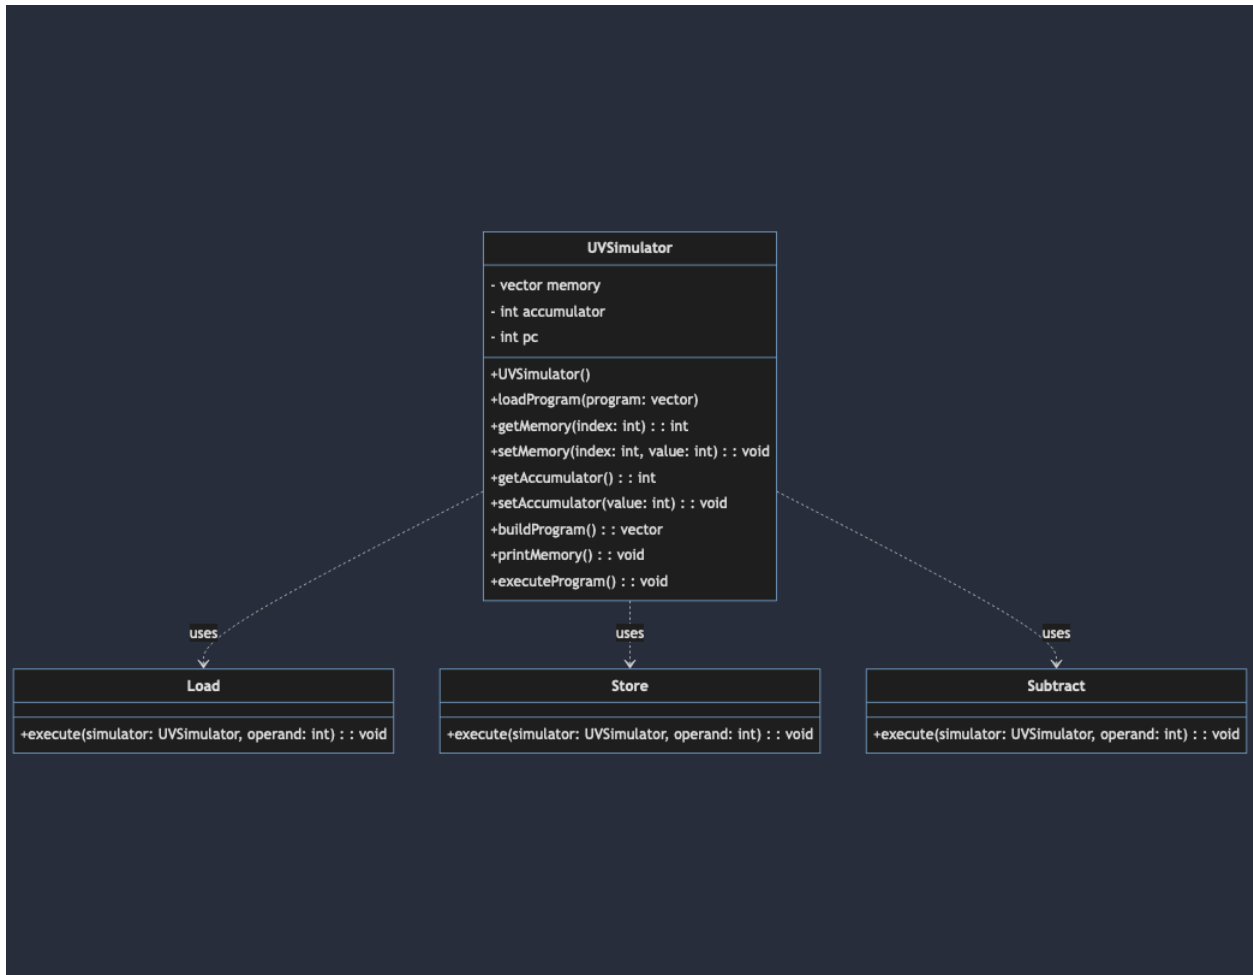 UVSimulator
- vector memory
- int accumulator
- int pc
+UVSimulator()
+loadProgram(program: vector)
+getMemory(index: int) : : int
+setMemory(index: int, value: int) : : void
+getAccumulator() : : int
+setAccumulator(value: int) : : void
+buildProgram() : : vector
+printMemory() : : void
+executeProgram() : : void
uses
uses
uses
Load
+execute(simulator: UVSimulator, operand: int) : : void
Store
+execute(simulator: UVSimulator, operand: int) : : void
Subtract
+execute(simulator: UVSimulator, operand: int) : : void